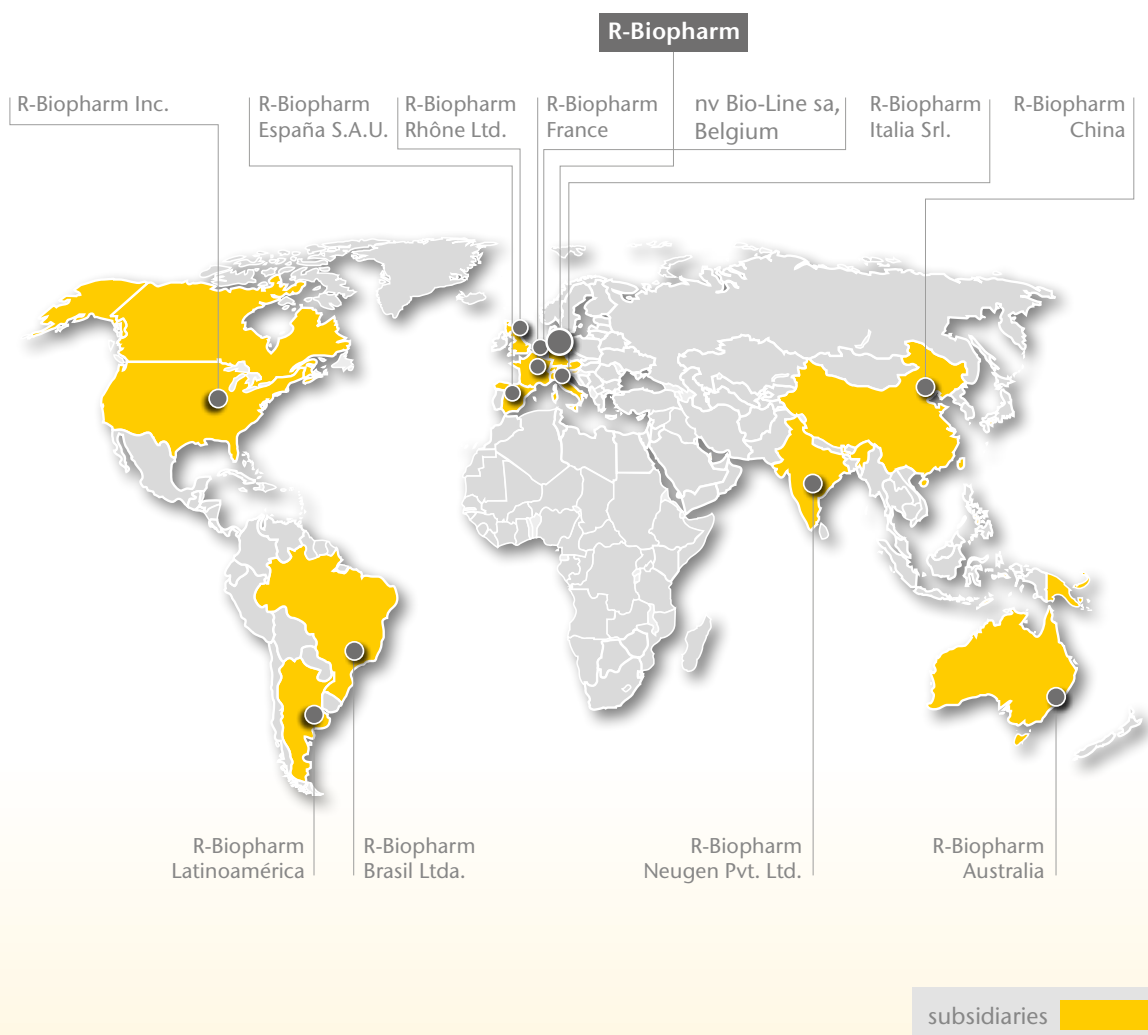 R-Biopharm
R-Biopharm Inc.
R-Biopharm
España S.A.U.
R-Biopharm
Rhône Ltd.
R-Biopharm
France
nv Bio-Line sa,
Belgium
R-Biopharm
Italia Srl.
R-Biopharm
China
R-Biopharm
Latinoamérica
R-Biopharm
Brasil Ltda.
R-Biopharm
Neugen Pvt. Ltd.
R-Biopharm
Australia
subsidiaries